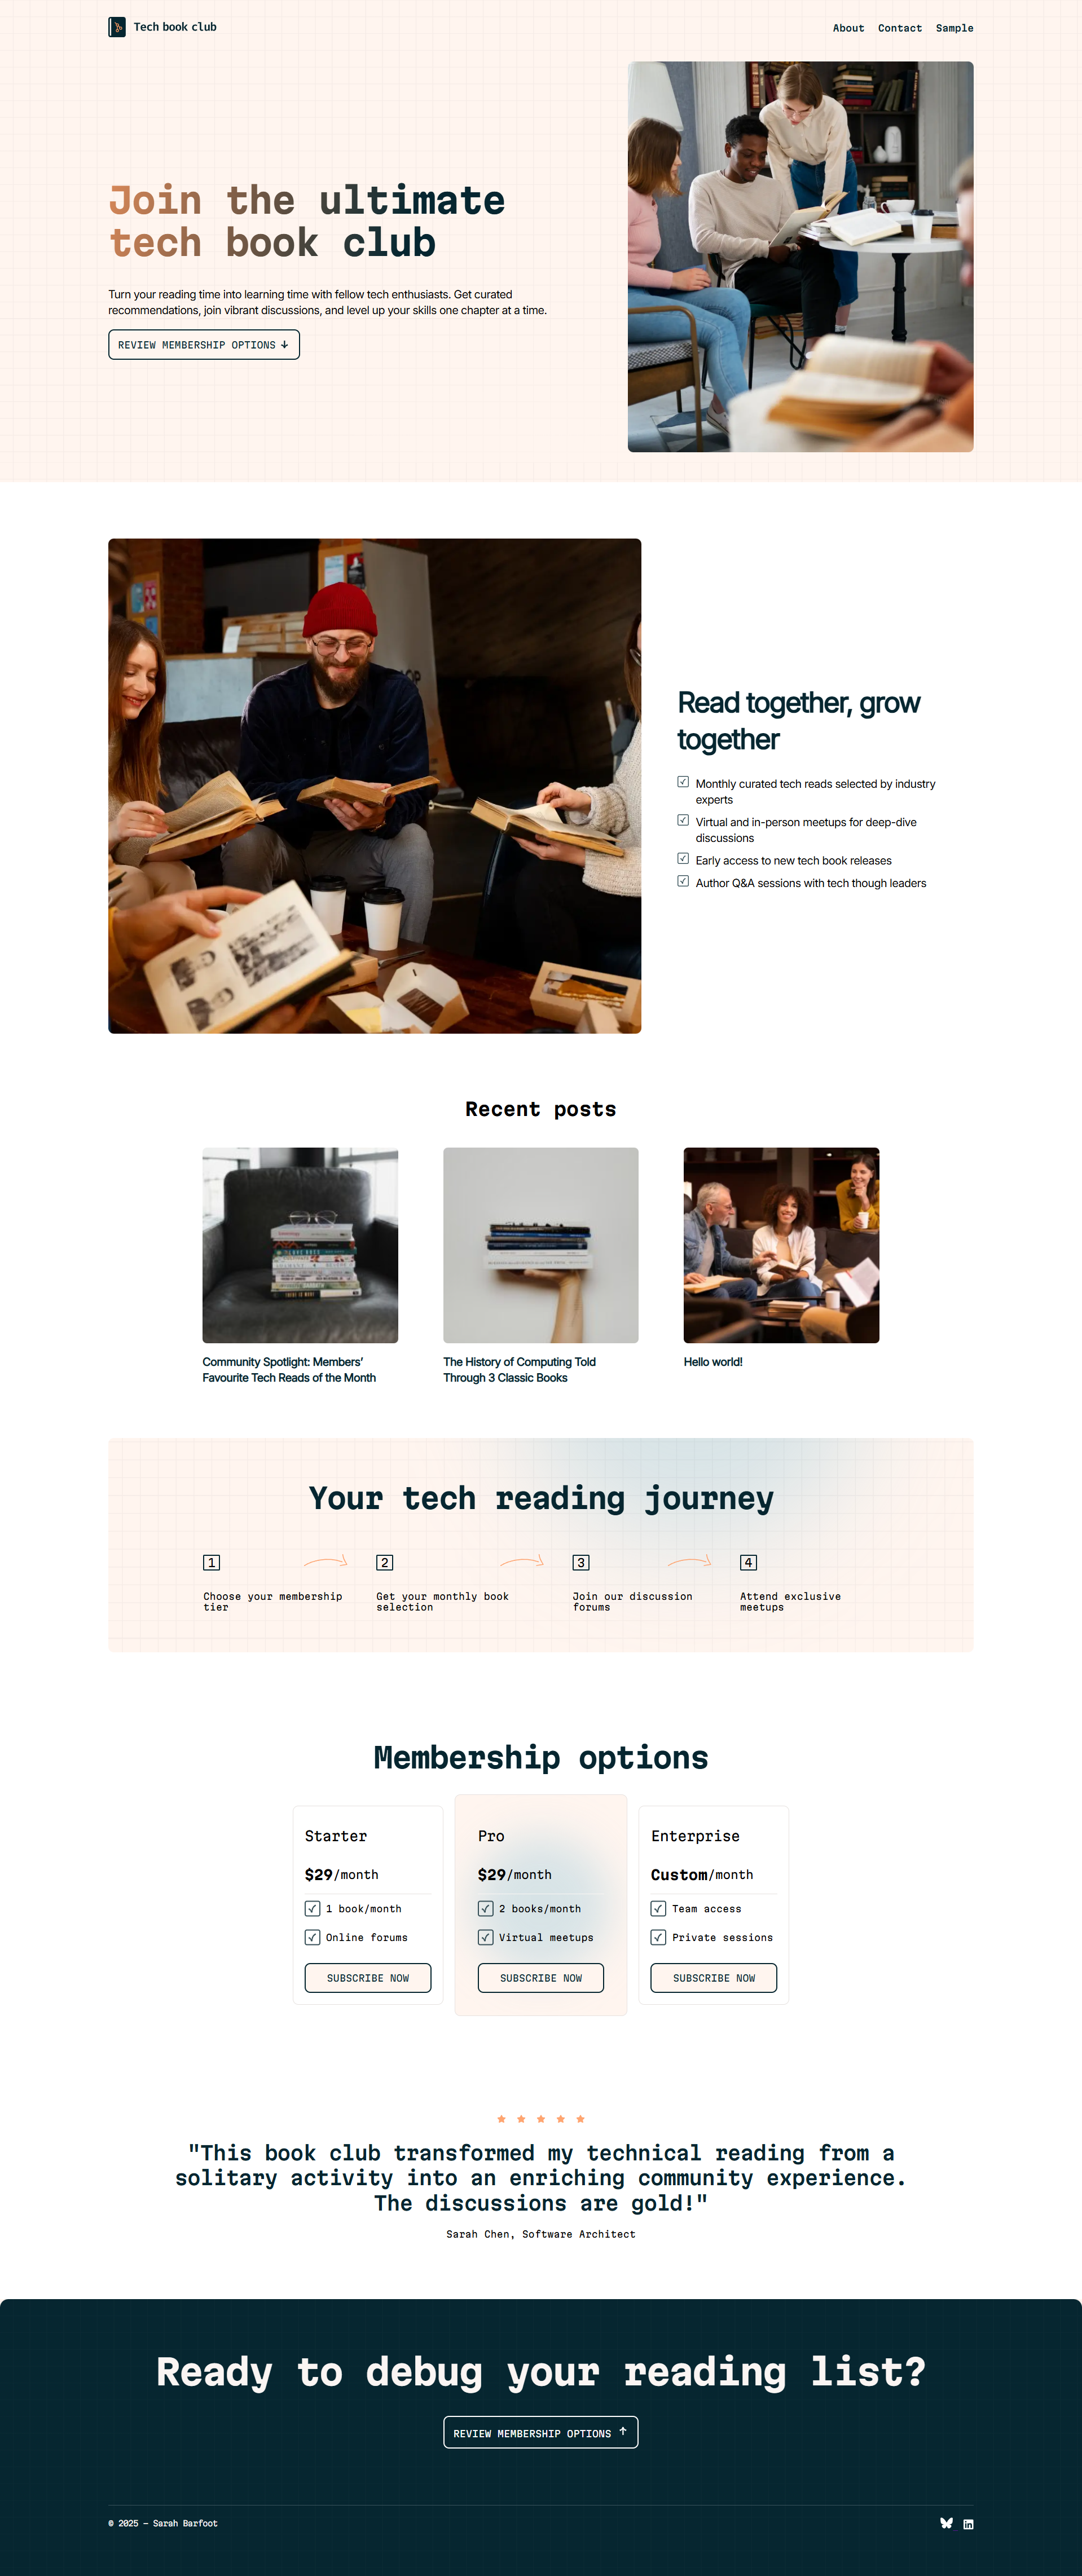 Tech book club
About Contact Sample
Join the ultimate
tech book club
Turn your reading time into learning time with fellow tech enthusiasts. Get curated
recommendations, join vibrant discussions, and level up your skills one chapter at a time.
REVIEW MEMBERSHIP OPTIONS ↓
Read together, grow
together
Monthly curated tech reads selected by industry
experts
Virtual and in-person meetups for deep-dive
discussions
Early access to new tech book releases
Author Q&A sessions with tech though leaders
Recent posts
Community Spotlight: Members’
Favourite Tech Reads of the Month
The History of Computing Told
Through 3 Classic Books
Hello world!
Your tech reading journey
1
Choose your membership
tier
2
Get your monthly book
selection
3
Join our discussion
forums
4
Attend exclusive
meetups
Membership options
Starter
$29/month
1 book/month
Online forums
SUBSCRIBE NOW
Pro
$29/month
2 books/month
Virtual meetups
SUBSCRIBE NOW
Enterprise
Custom/month
Team access
Private sessions
SUBSCRIBE NOW
"This book club transformed my technical reading from a
solitary activity into an enriching community experience.
The discussions are gold!"
Sarah Chen, Software Architect
Ready to debug your reading list?
REVIEW MEMBERSHIP OPTIONS ↑
© 2025 – Sarah Barfoot
in